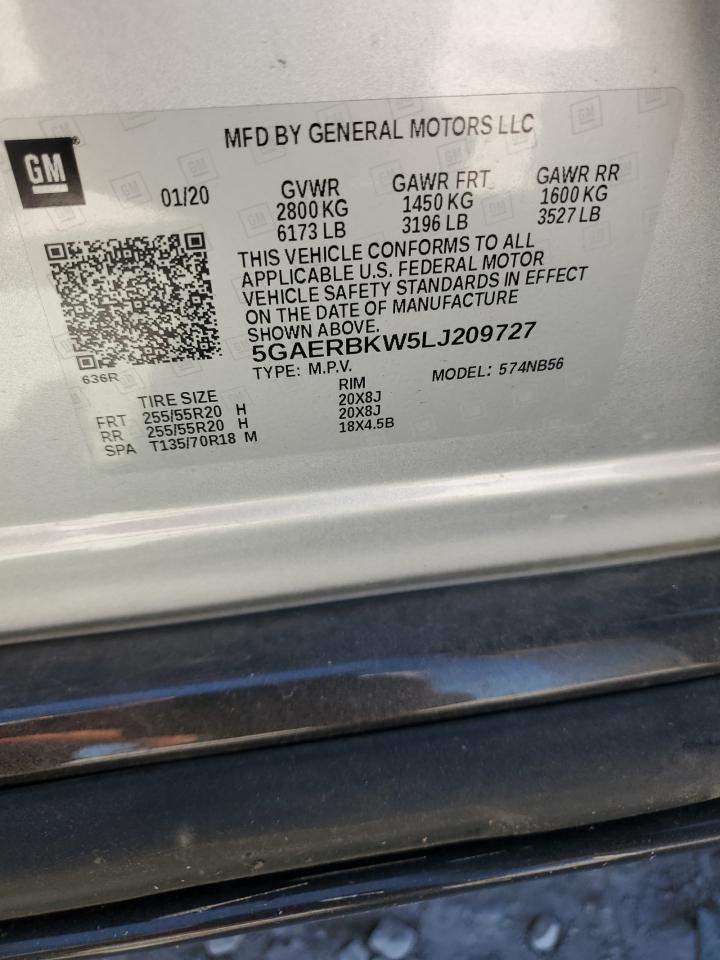 GM
MFD BY GENERAL MOTORS LLC
01/20
GVWR GAWR FRT GAWR RR
2800 KG 1450 KG 1600 KG
6173 LB 3196 LB 3527 LB
THIS VEHICLE CONFORMS TO ALL
APPLICABLE U.S. FEDERAL MOTOR
VEHICLE SAFETY STANDARDS IN EFFECT
ON THE DATE OF MANUFACTURE
SHOWN ABOVE.
5GAERBKW5LJ209727
636R
TYPE: M.P.V. MODEL: 574NB56
TIRE SIZE RIM
FRT 255/55R20 H 20X8J
RR 255/55R20 H 20X8J
SPA T135/70R18 M 18X4.5B